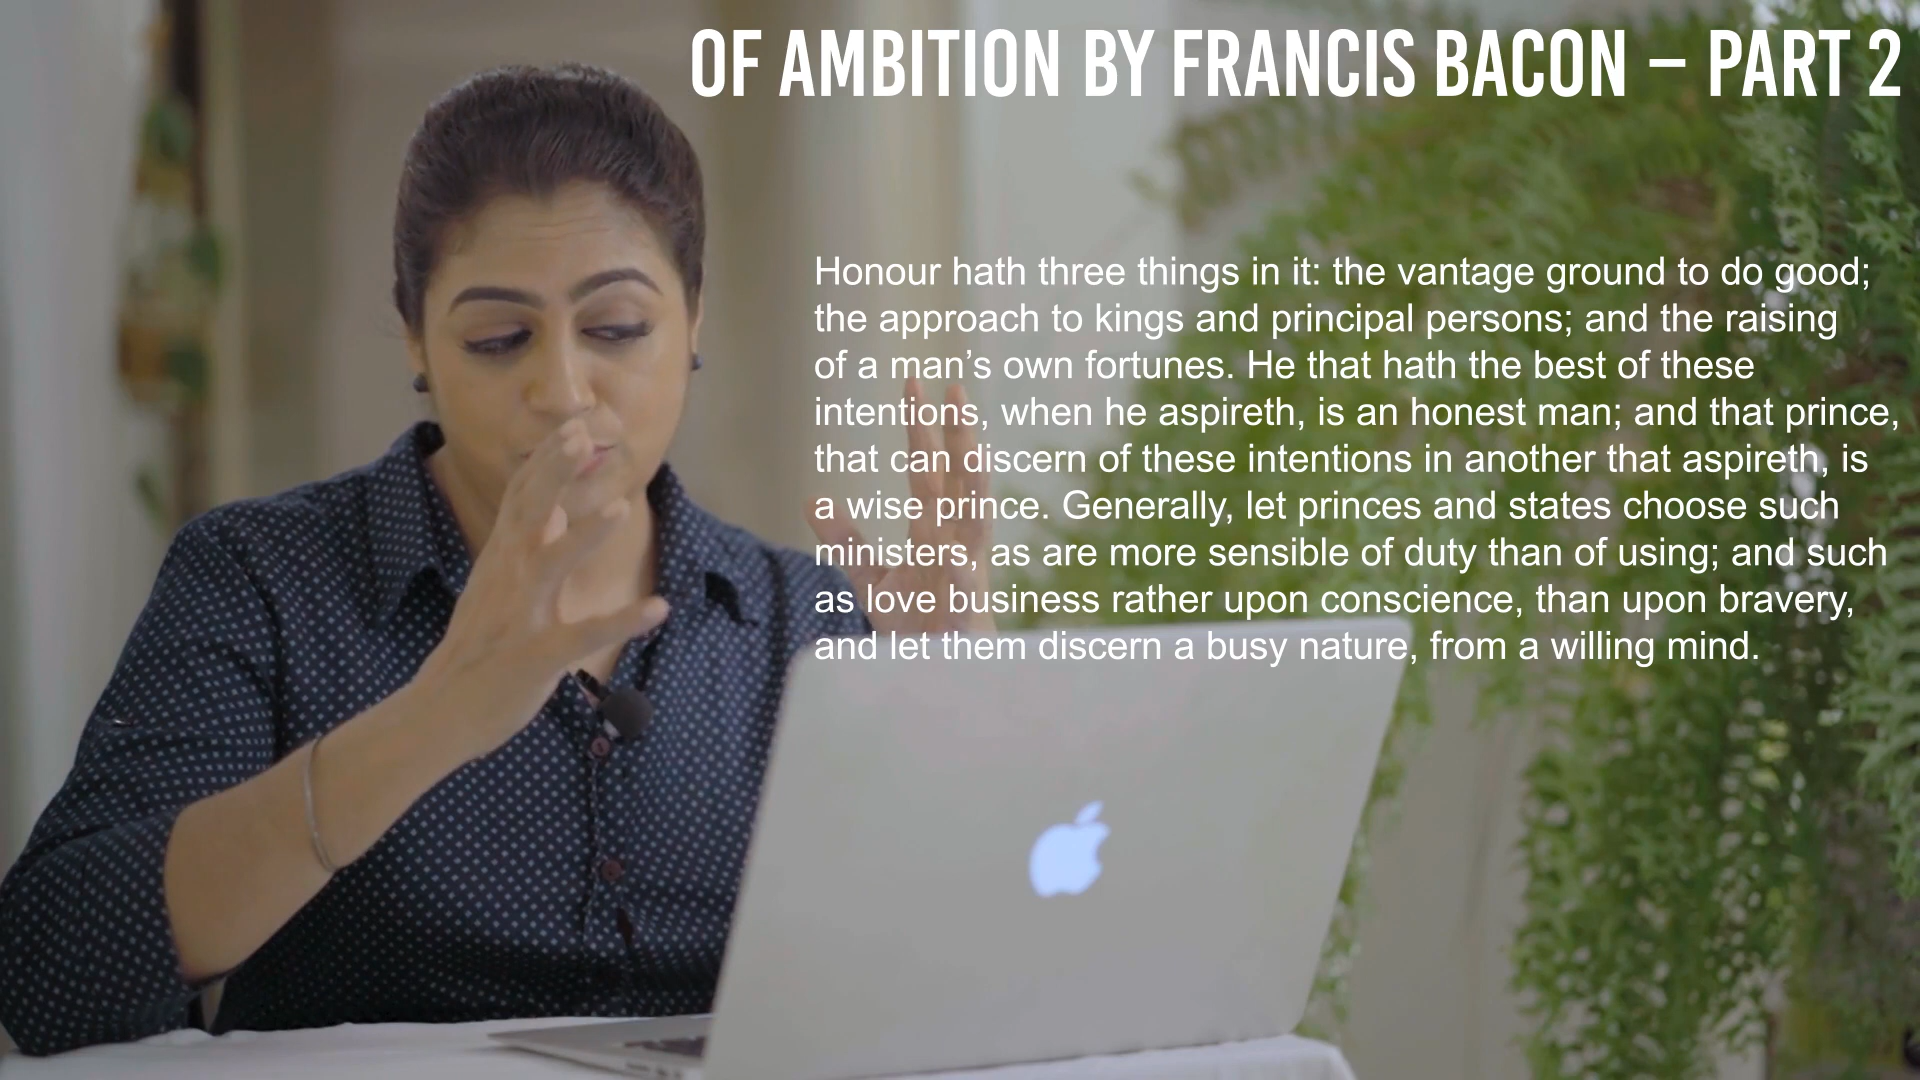 OF AMBITION BY FRANCIS BACON – PART 2
Honour hath three things in it: the vantage ground to do good;
the approach to kings and principal persons; and the raising
of a man’s own fortunes. He that hath the best of these
intentions, when he aspireth, is an honest man; and that prince,
that can discern of these intentions in another that aspireth, is
a wise prince. Generally, let princes and states choose such
ministers, as are more sensible of duty than of using; and such
as love business rather upon conscience, than upon bravery,
and let them discern a busy nature, from a willing mind.